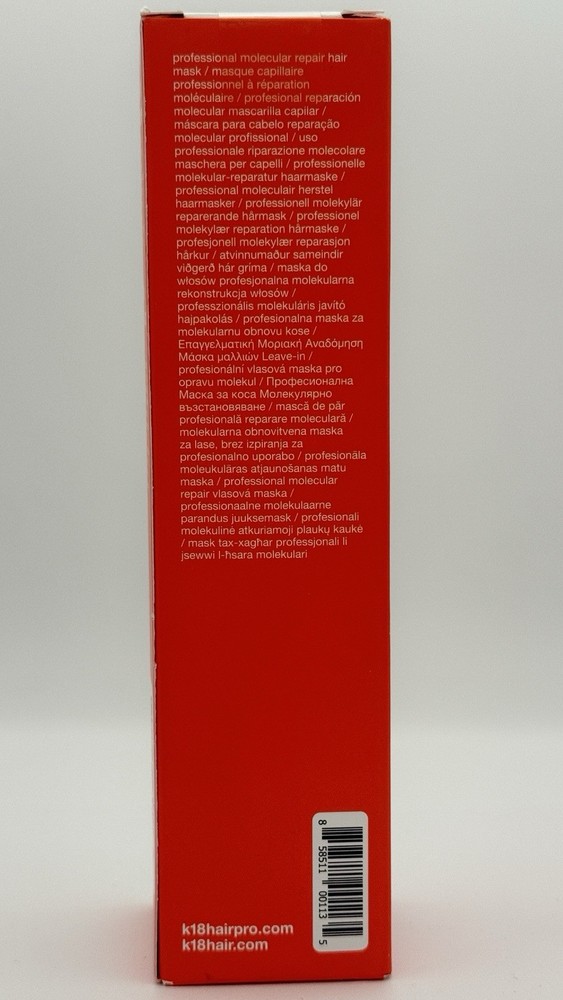 professional molecular repair hair
mask / masque capillaire
professionnel à réparation
moléculaire / profesional reparación
molecular mascarilla capilar /
máscara para cabelo reparação
molecular profissional / uso
professionale riparazione molecolare
maschera per capelli / professionelle
molekular-reparatur haarmaske /
professional moleculair herstel
haarmasker / professionell molekylär
reparerande hårmask / professionel
molekylær reparation hårmaske /
profesjonell molekylær reparasjon
hårkur / atvinnumaður sameindir
viðgerð hár gríma / maska do
włosów profesjonalna molekularna
rekonstrukcja włosów /
professzionális molekuláris javító
hajpakolás / profesionalna maska za
molekularnu obnovu kose /
Επαγγελματική Μοριακή Αναδόμηση
Μάσκα μαλλιών Leave-in /
profesionální vlasová maska pro
opravu molekul / Професионална
Маска за коса Молекулярно
възстановяване / mască de păr
profesională reparare moleculară /
molekularna obnovitvena maska
za lase, brez izpiranja za
profesionalno uporabo / profesionāla
moleukulāras atjaunošanas matu
maska / professional molecular
repair vlasová maska /
professionaalne molekulaarne
parandus juuksemask / profesionali
molekulinė atkuriamoji plaukų kaukė
/ mask tax-xagħar professjonali li
jsewwi l-ħsara molekulari
k18hairpro.com
k18hair.com
8 58511 00113 5